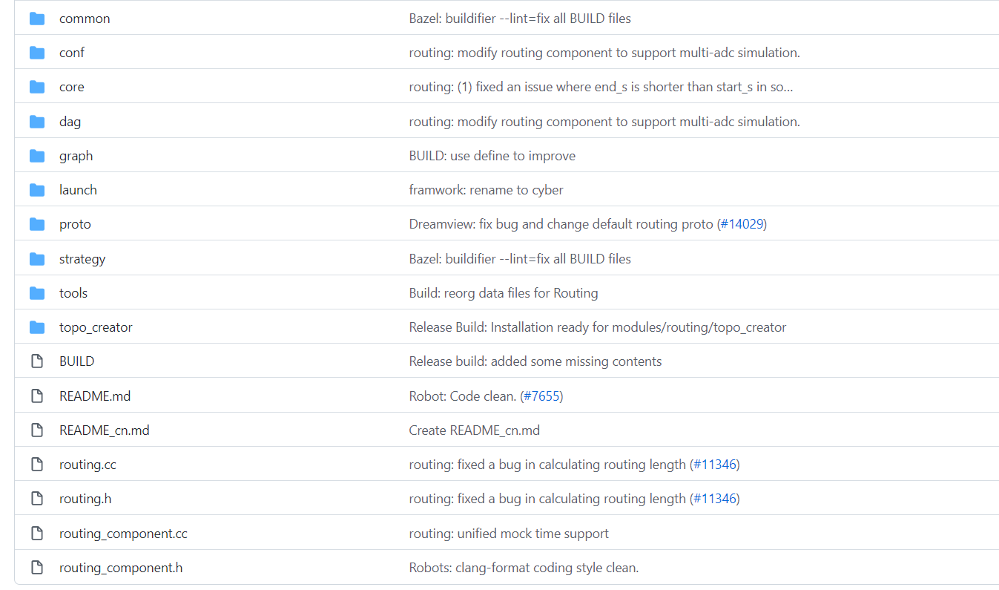 common Bazel: buildifier --lint=fix all BUILD files
conf routing: modify routing component to support multi-adc simulation.
core routing: (1) fixed an issue where end_s is shorter than start_s in so...
dag routing: modify routing component to support multi-adc simulation.
graph BUILD: use define to improve
launch framwork: rename to cyber
proto Dreamview: fix bug and change default routing proto (#14029)
strategy Bazel: buildifier --lint=fix all BUILD files
tools Build: reorg data files for Routing
topo_creator Release Build: Installation ready for modules/routing/topo_creator
BUILD Release build: added some missing contents
README.md Robot: Code clean. (#7655)
README_cn.md Create README_cn.md
routing.cc routing: fixed a bug in calculating routing length (#11346)
routing.h routing: fixed a bug in calculating routing length (#11346)
routing_component.cc routing: unified mock time support
routing_component.h Robots: clang-format coding style clean.